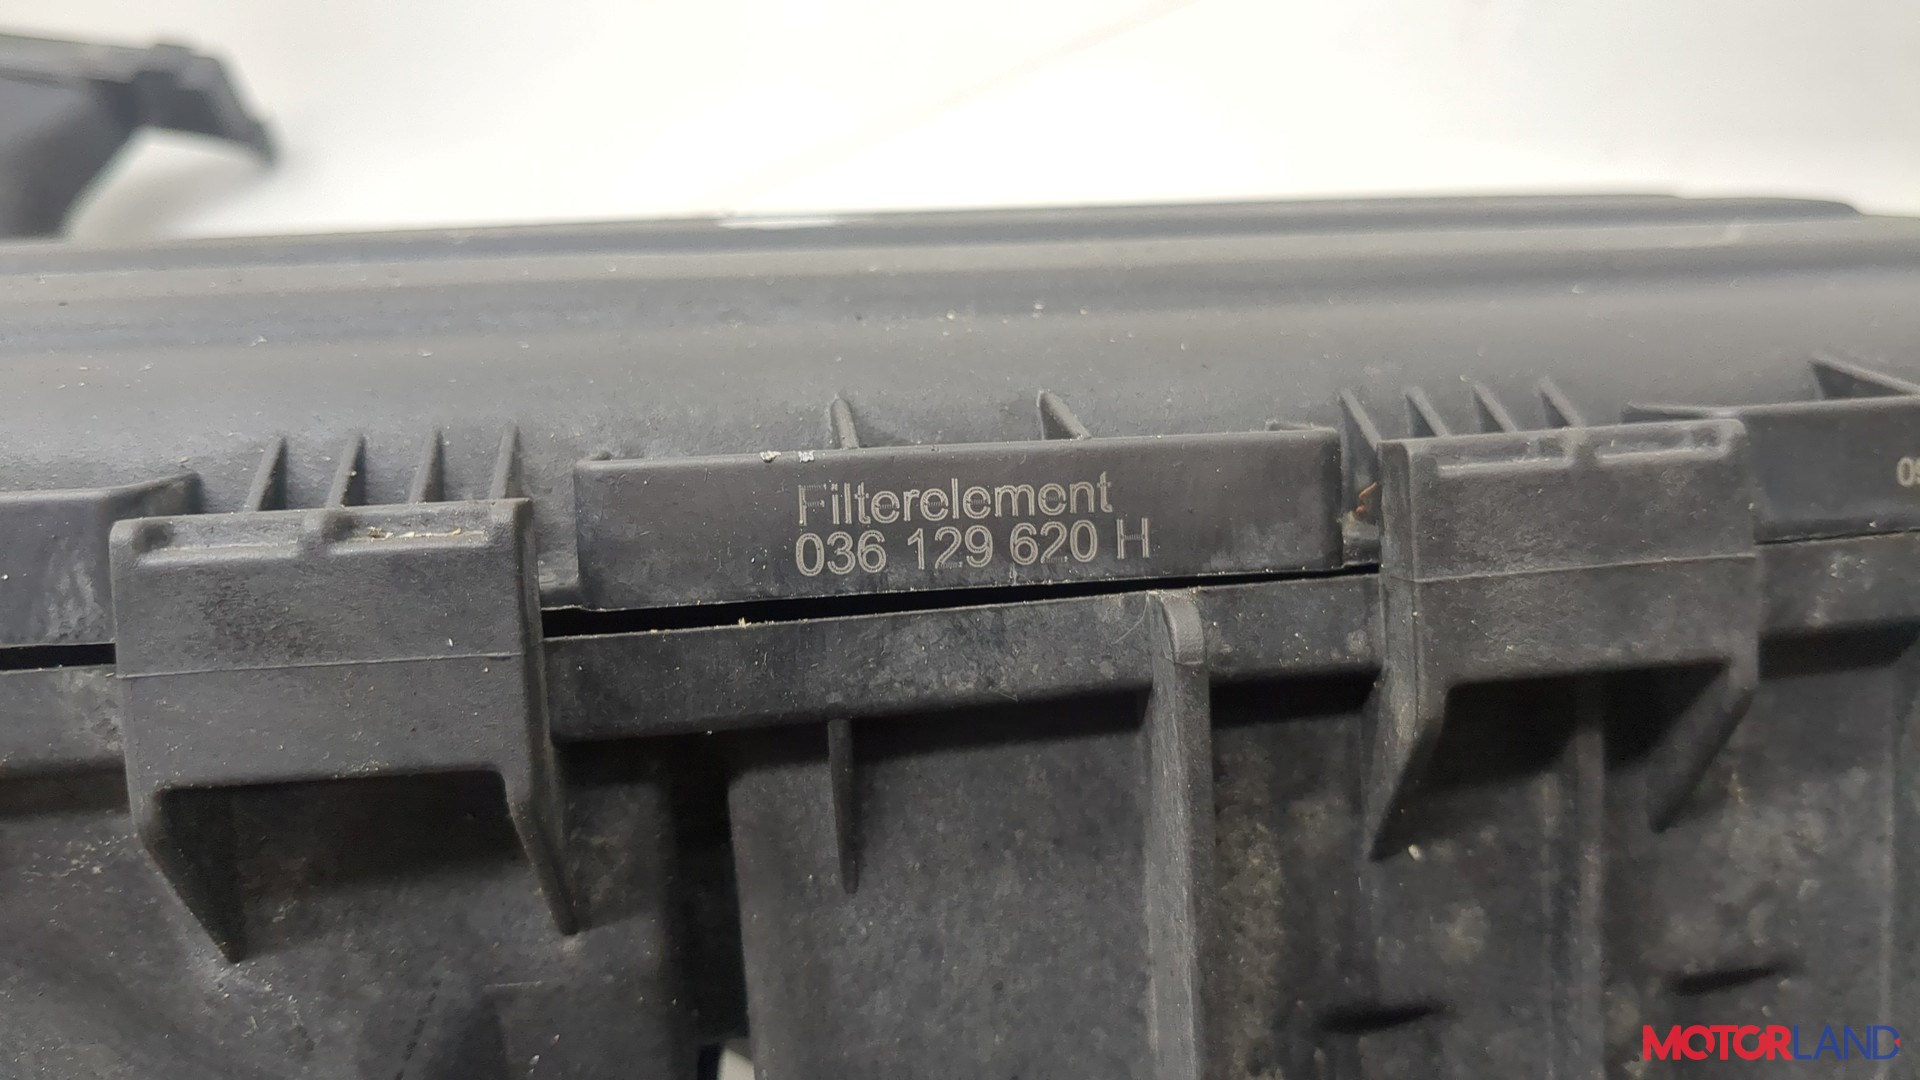 Filterelement
036 129 620 H
MOTORLAND